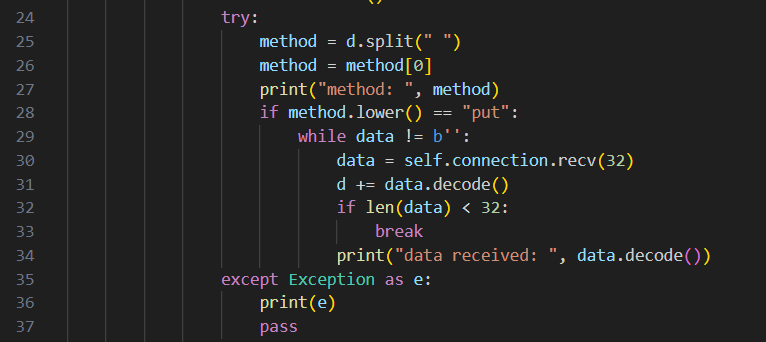 24 try:
25 method = d.split(" ")
26 method = method[0]
27 print("method: ", method)
28 if method.lower() == "put":
29 while data != b'':
30 data = self.connection.recv(32)
31 d += data.decode()
32 if len(data) < 32:
33 break
34 print("data received: ", data.decode())
35 except Exception as e:
36 print(e)
37 pass